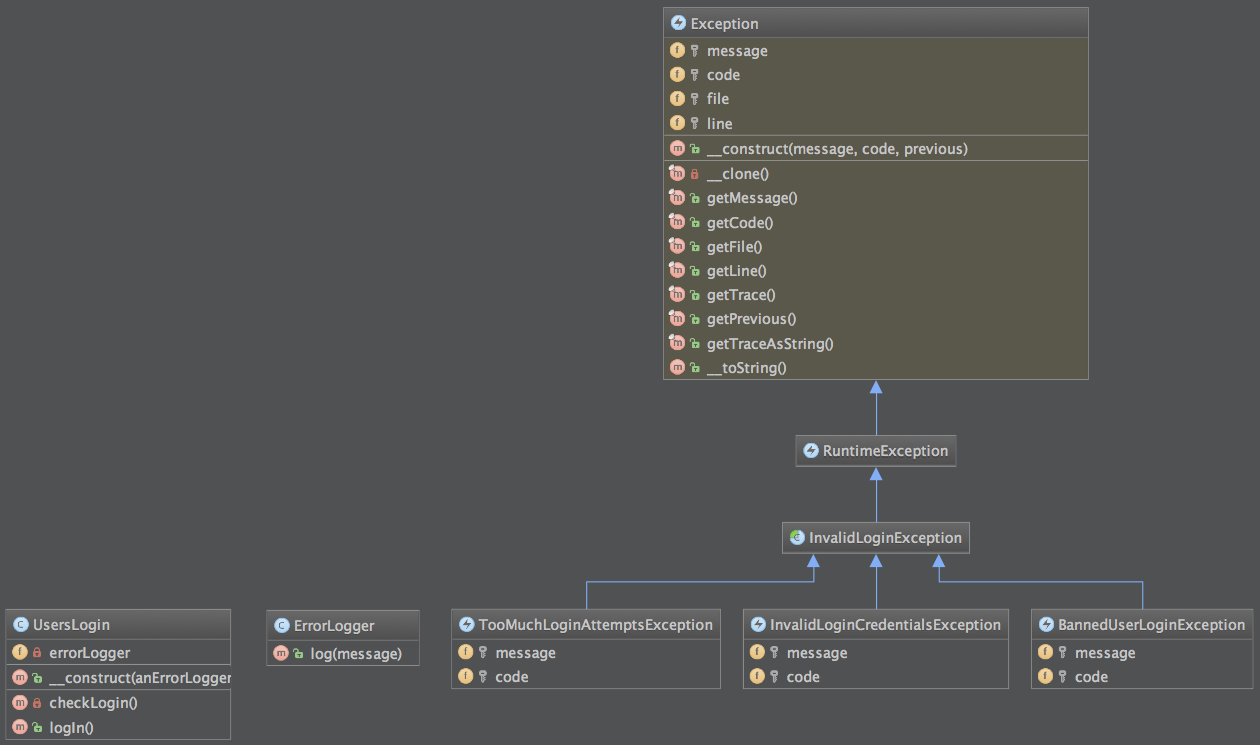 Exception
message
code
file
line
__construct(message, code, previous)
__clone()
getMessage()
getCode()
getFile()
getLine()
getTrace()
getPrevious()
getTraceAsString()
__toString()
RuntimeException
InvalidLoginException
UsersLogin
errorLogger
__construct(anErrorLogger
checkLogin()
logIn()
ErrorLogger
log(message)
TooMuchLoginAttemptsException
message
code
InvalidLoginCredentialsException
message
code
BannedUserLoginException
message
code